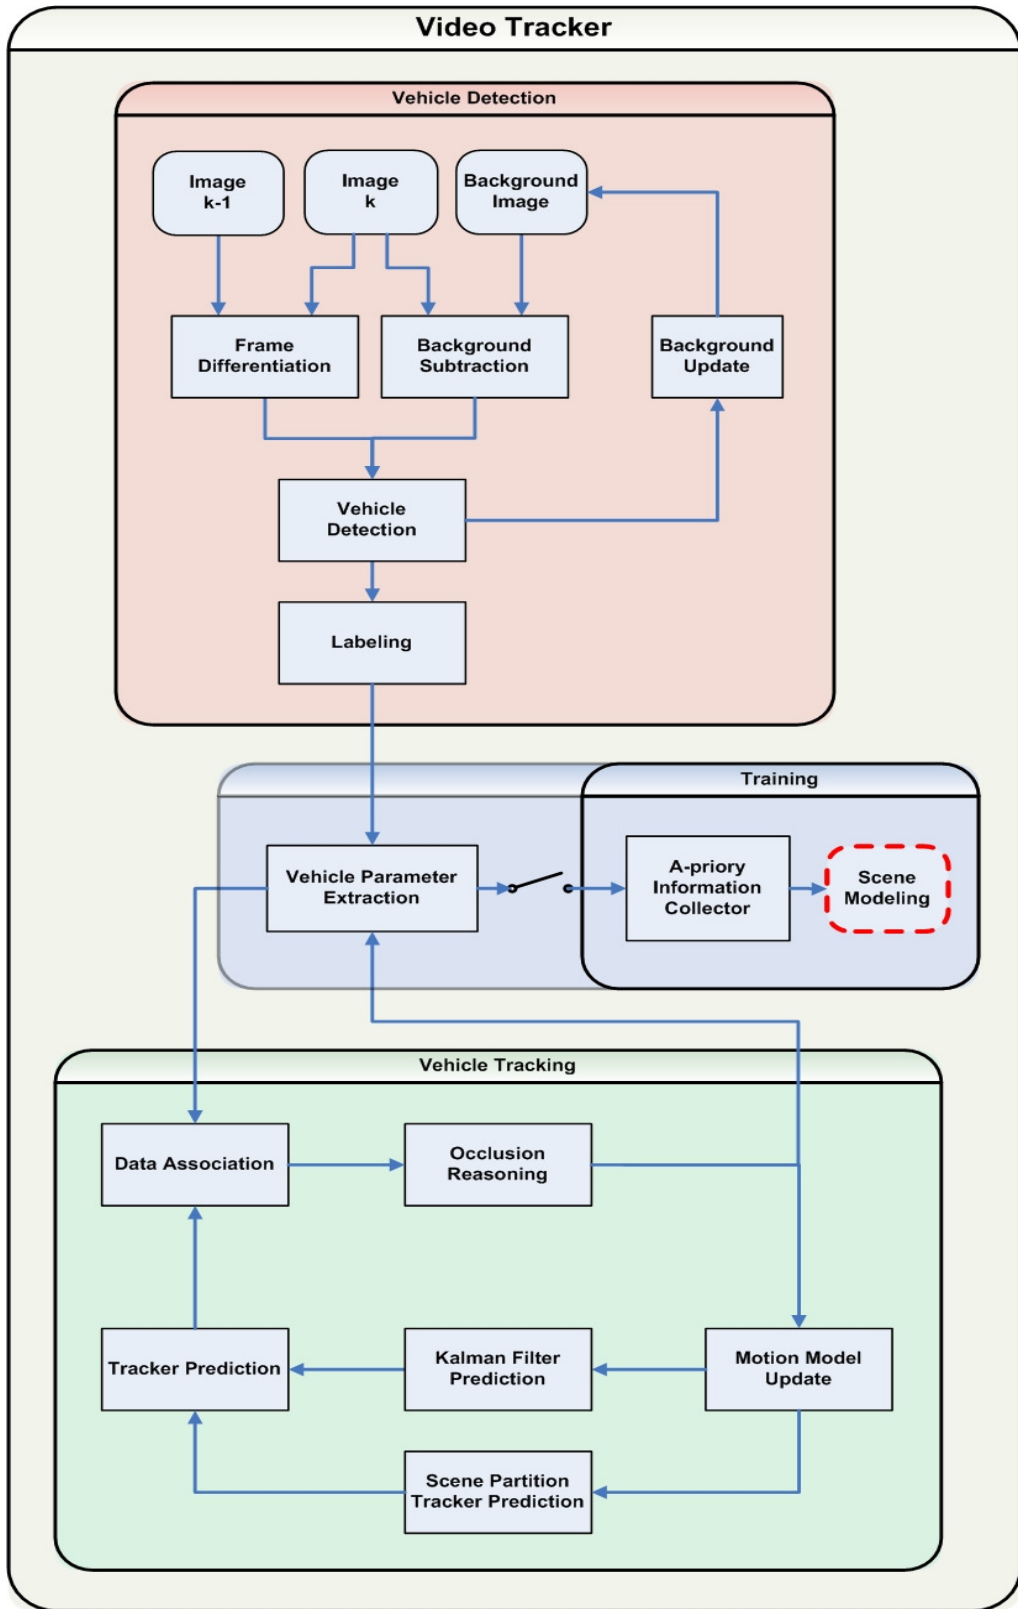 Video Tracker
Vehicle Detection
Image
k-1
Image
k
Background
Image
Frame
Differentiation
Background
Subtraction
Background
Update
Vehicle
Detection
Labeling
Training
Vehicle Parameter
Extraction
A-priory
Information
Collector
Scene
Modeling
Vehicle Tracking
Data Association
Occlusion
Reasoning
Tracker Prediction
Kalman Filter
Prediction
Motion Model
Update
Scene Partition
Tracker Prediction